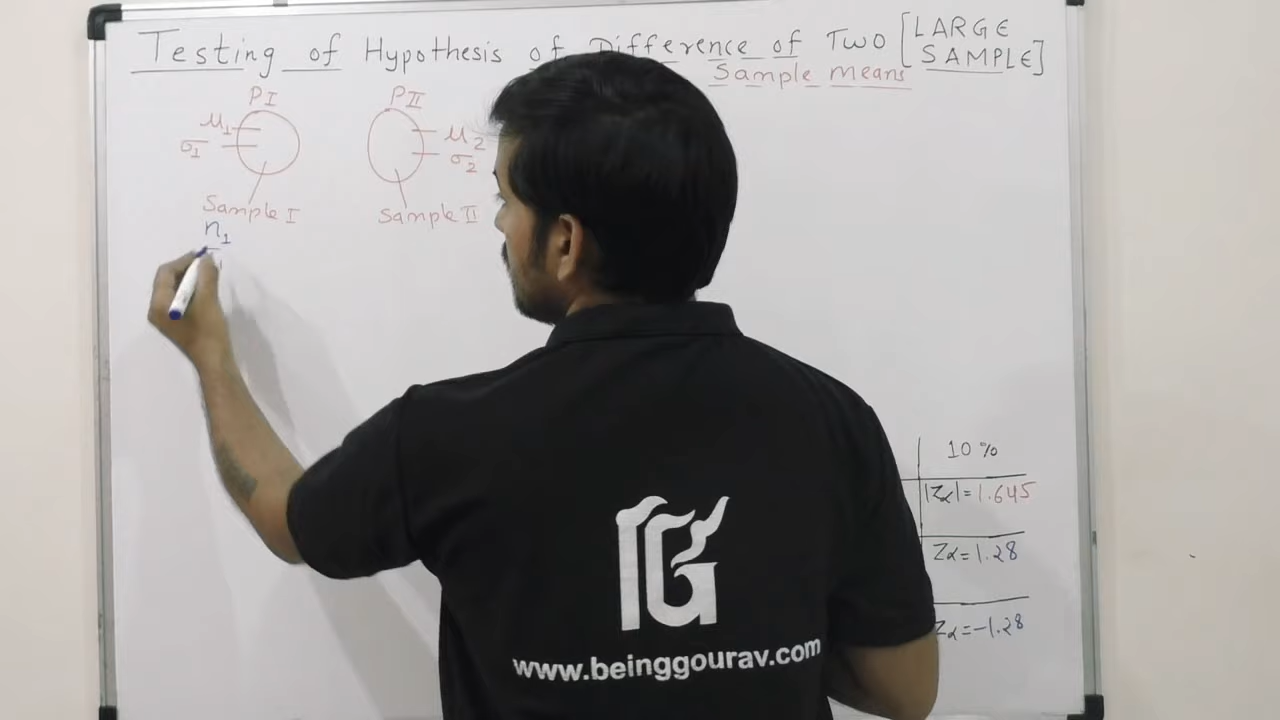 Testing of Hypothesis of Difference of Two [LARGE SAMPLE]
Sample means
P I
P II
μ1
σ1
μ2
σ2
Sample I
Sample II
n1
10 %
|Zα| = 1.645
Zα = 1.28
Zα = -1.28
G
www.beinggourav.com